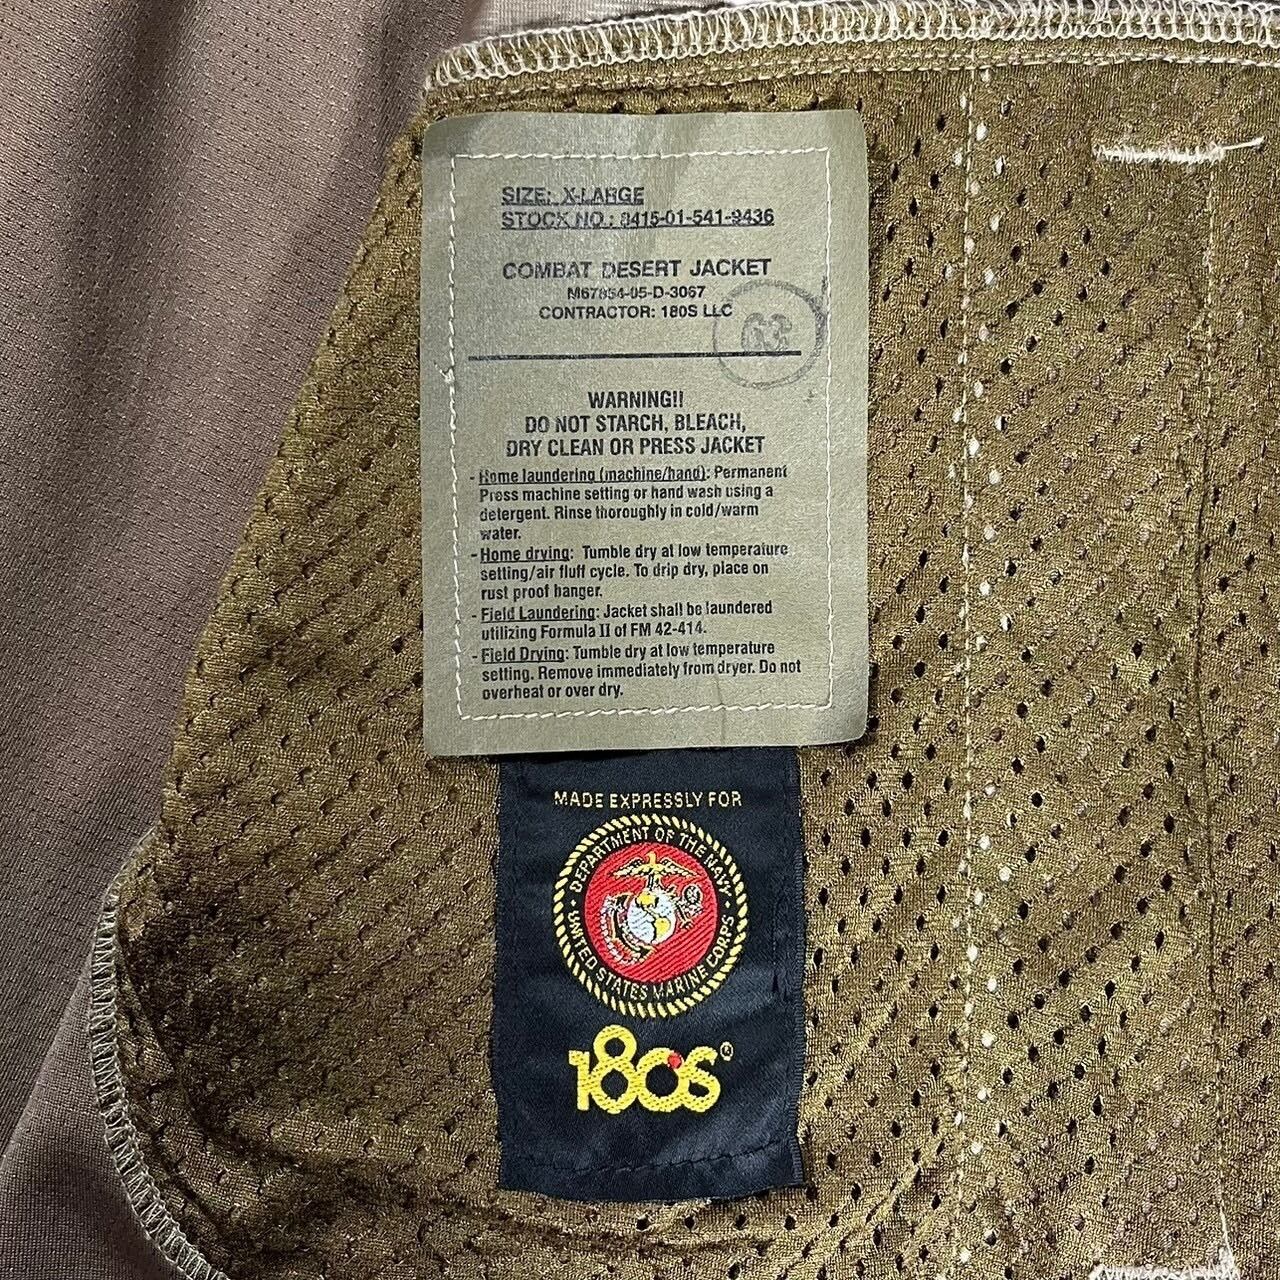 SIZE: X-LARGE
STOCK NO.: 8415-01-541-9436
COMBAT DESERT JACKET
M67854-05-D-3067
CONTRACTOR: 180S LLC
WARNING!!
DO NOT STARCH, BLEACH,
DRY CLEAN OR PRESS JACKET
- Home laundering (machine/hand): Permanent
Press machine setting or hand wash using a
detergent. Rinse thoroughly in cold/warm
water.
- Home drying: Tumble dry at low temperature
setting/air fluff cycle. To drip dry, place on
rust proof hanger.
- Field Laundering: Jacket shall be laundered
utilizing Formula II of FM 42-414.
- Field Drying: Tumble dry at low temperature
setting. Remove immediately from dryer. Do not
overheat or over dry.
MADE EXPRESSLY FOR
DEPARTMENT OF THE NAVY
UNITED STATES MARINE CORPS
180s®